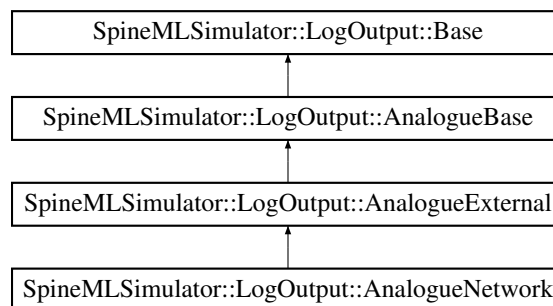 SpineMLSimulator::LogOutput::Base
SpineMLSimulator::LogOutput::AnalogueBase
SpineMLSimulator::LogOutput::AnalogueExternal
SpineMLSimulator::LogOutput::AnalogueNetwork